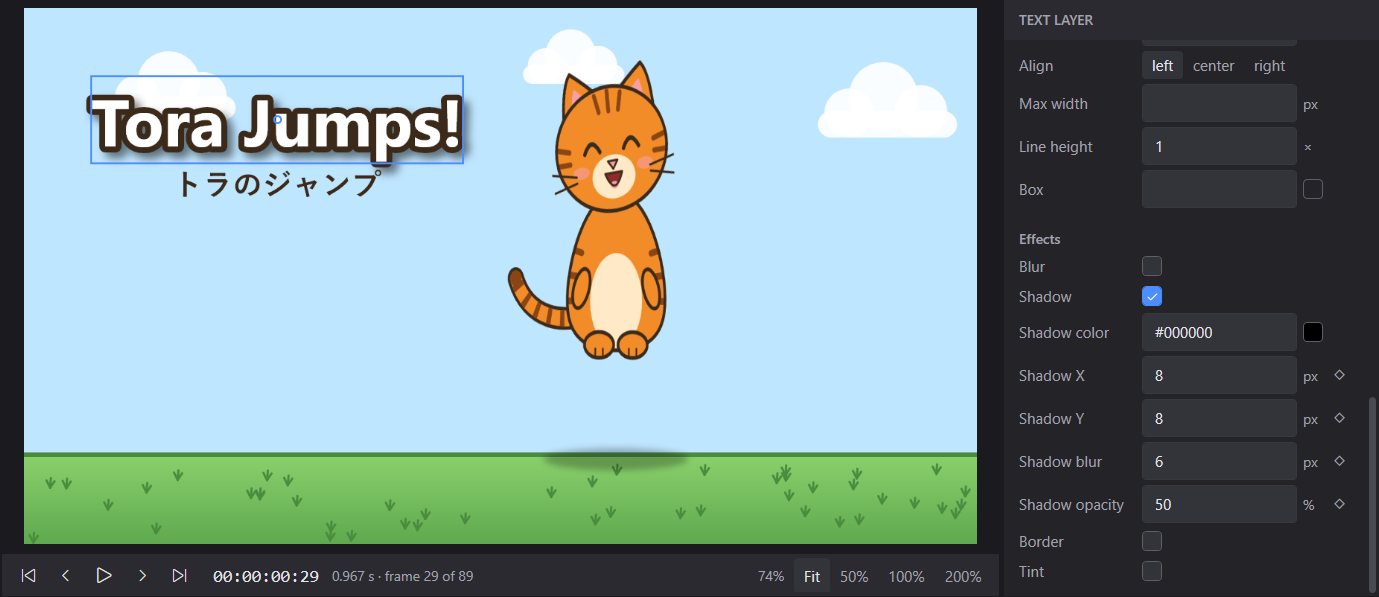 Tora Jumps!
トラのジャンプ
00:00:00:29 0.967 s · frame 29 of 89
74% Fit 50% 100% 200%
TEXT LAYER
Align left center right
Max width px
Line height 1 ×
Box
Effects
Blur
Shadow
Shadow color #000000
Shadow X 8 px
Shadow Y 8 px
Shadow blur 6 px
Shadow opacity 50 %
Border
Tint